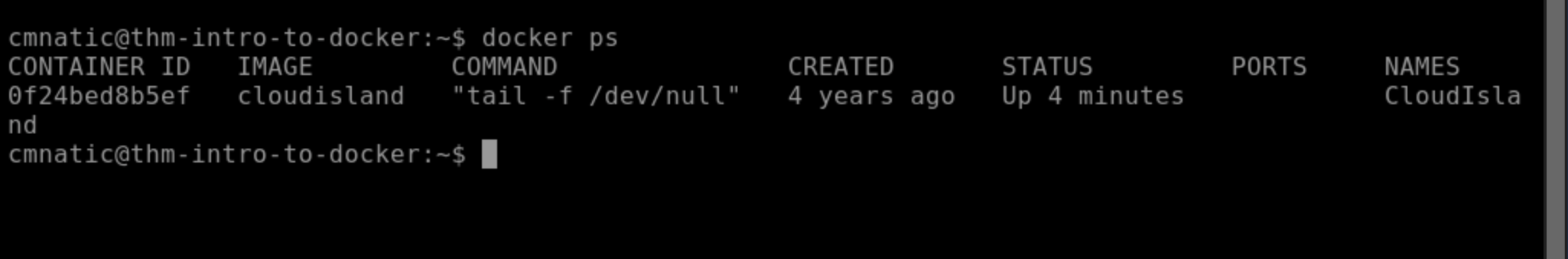 cmnatic@thm-intro-to-docker:~$ docker ps
CONTAINER ID   IMAGE         COMMAND               CREATED       STATUS         PORTS     NAMES
0f24bed8b5ef   cloudisland   "tail -f /dev/null"   4 years ago   Up 4 minutes             CloudIsla
nd
cmnatic@thm-intro-to-docker:~$